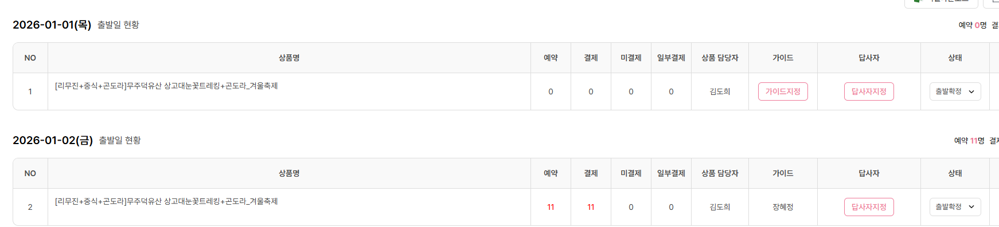 2026-01-01(목) 출발일 현황
예약 0명
NO 상품명 예약 결제 미결제 일부결제 상품 담당자 가이드 답사자 상태
1 [리무진+중식+곤도라]무주덕유산 상고대눈꽃트레킹+곤도라_겨울축제 0 0 0 0 김도희 가이드지정 답사자지정 출발확정
2026-01-02(금) 출발일 현황
예약 11명
NO 상품명 예약 결제 미결제 일부결제 상품 담당자 가이드 답사자 상태
2 [리무진+중식+곤도라]무주덕유산 상고대눈꽃트레킹+곤도라_겨울축제 11 11 0 0 김도희 장혜정 답사자지정 출발확정